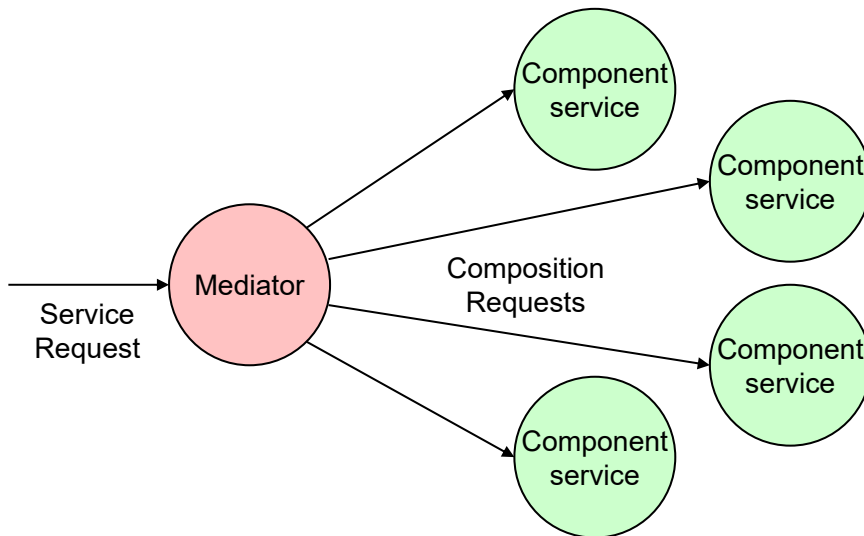 Component
service
Component
service
Mediator
Composition
Requests
Service
Request
Component
service
Component
service